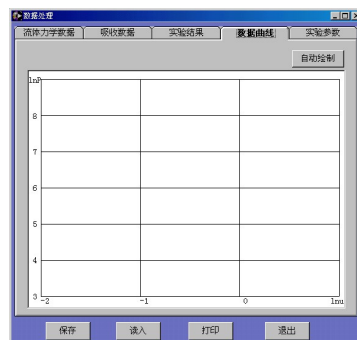 数据处理
流体力学数据 吸收数据 实验结果 数据曲线 实验参数
自动绘制
lnP
8
7
6
5
4
3
-2 -1 0 lnu
保存 读入 打印 退出